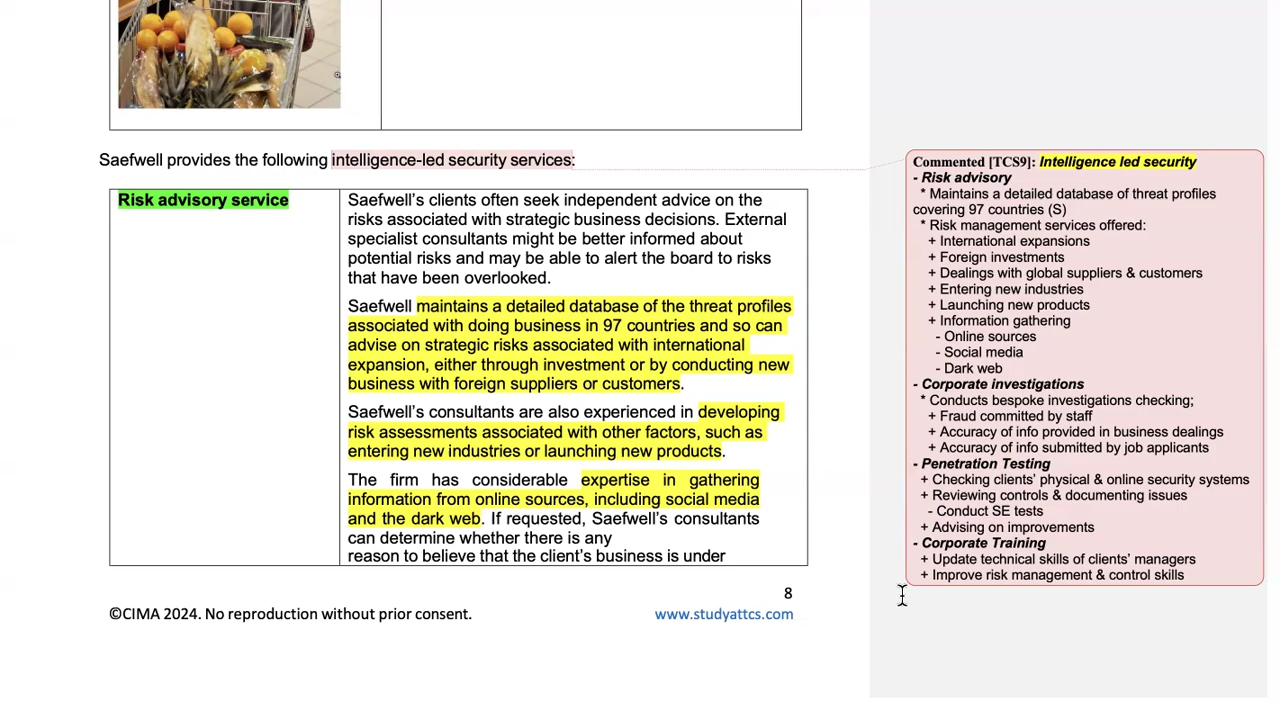 Saefwell provides the following intelligence-led security services:
Risk advisory service
Saefwell's clients often seek independent advice on the
risks associated with strategic business decisions. External
specialist consultants might be better informed about
potential risks and may be able to alert the board to risks
that have been overlooked.
Saefwell maintains a detailed database of the threat profiles
associated with doing business in 97 countries and so can
advise on strategic risks associated with international
expansion, either through investment or by conducting new
business with foreign suppliers or customers.
Saefwell's consultants are also experienced in developing
risk assessments associated with other factors, such as
entering new industries or launching new products.
The firm has considerable expertise in gathering
information from online sources, including social media
and the dark web. If requested, Saefwell's consultants
can determine whether there is any
reason to believe that the client's business is under
8
©CIMA 2024. No reproduction without prior consent.
www.studyattcs.com
Commented [TCS9]: Intelligence led security
- Risk advisory
* Maintains a detailed database of threat profiles
covering 97 countries (S)
* Risk management services offered:
+ International expansions
+ Foreign investments
+ Dealings with global suppliers & customers
+ Entering new industries
+ Launching new products
+ Information gathering
- Online sources
- Social media
- Dark web
- Corporate investigations
* Conducts bespoke investigations checking;
+ Fraud committed by staff
+ Accuracy of info provided in business dealings
+ Accuracy of info submitted by job applicants
- Penetration Testing
+ Checking clients' physical & online security systems
+ Reviewing controls & documenting issues
- Conduct SE tests
+ Advising on improvements
- Corporate Training
+ Update technical skills of clients' managers
+ Improve risk management & control skills